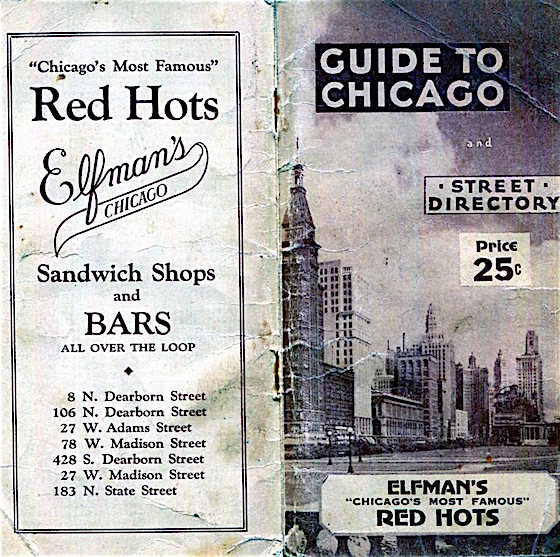 "Chicago's Most Famous"
Red Hots
Elfman's
CHICAGO
Sandwich Shops
and
BARS
ALL OVER THE LOOP
8 N. Dearborn Street
106 N. Dearborn Street
27 W. Adams Street
78 W. Madison Street
428 S. Dearborn Street
27 W. Madison Street
183 N. State Street
GUIDE TO
CHICAGO
and
· STREET ·
DIRECTORY
Price
25c
ELFMAN'S
"CHICAGO'S MOST FAMOUS"
RED HOTS